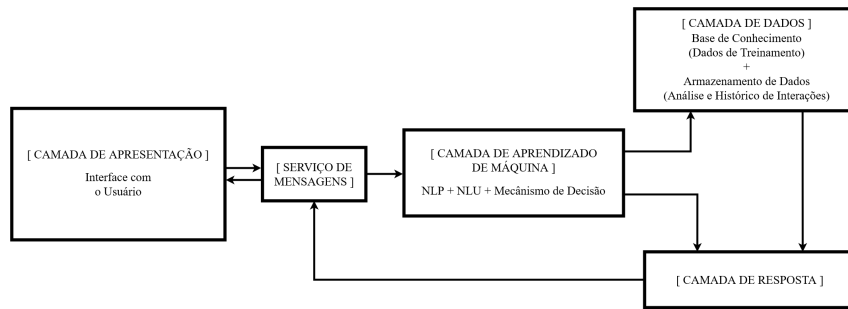 [ CAMADA DE APRESENTAÇÃO ]
Interface com
o Usuário
[ SERVIÇO DE
MENSAGENS ]
[ CAMADA DE APRENDIZADO
DE MÁQUINA ]
NLP + NLU + Mecânismo de Decisão
[ CAMADA DE DADOS ]
Base de Conhecimento
(Dados de Treinamento)
+
Armazenamento de Dados
(Análise e Histórico de Interações)
[ CAMADA DE RESPOSTA ]